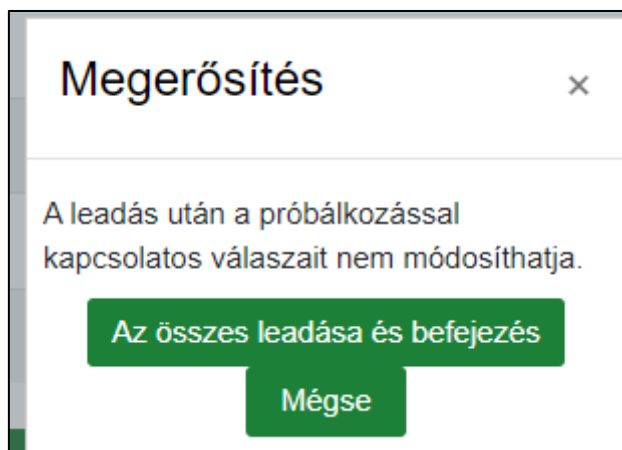 Megerősítés
×
A leadás után a próbálkozással
kapcsolatos válaszait nem módosíthatja.
Az összes leadása és befejezés
Mégse